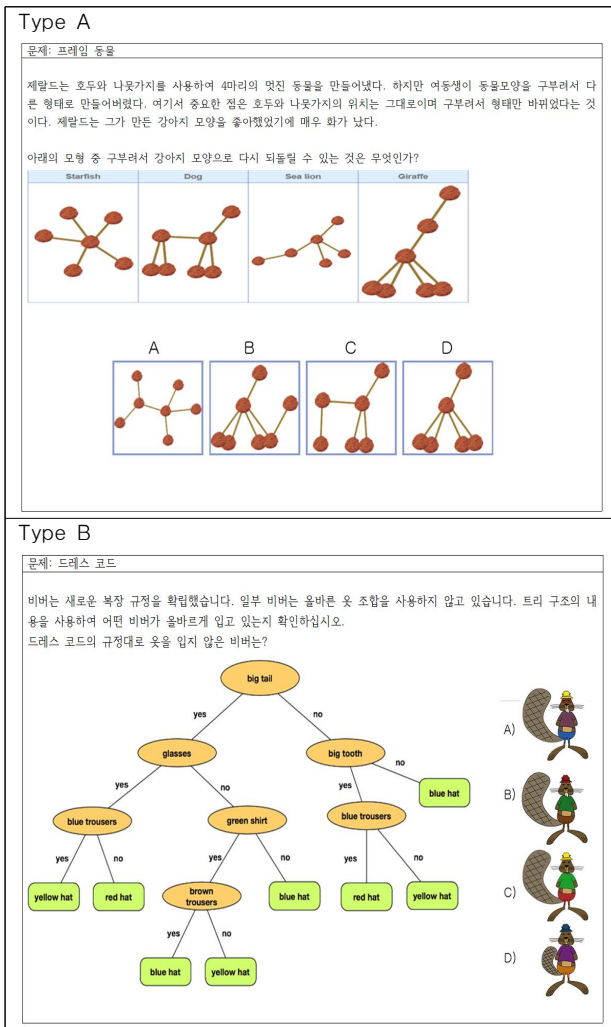 Type A
문제: 프레임 동물
제랄드는 호두와 나뭇가지를 사용하여 4마리의 멋진 동물을 만들어냈다. 하지만 여동생이 동물모양을 구부려서 다
른 형태로 만들어버렸다. 여기서 중요한 점은 호두와 나뭇가지의 위치는 그대로이며 구부려서 형태만 바뀌었다는 것
이다. 제랄드는 그가 만든 강아지 모양을 좋아했었기에 매우 화가 났다.
아래의 모형 중 구부려서 강아지 모양으로 다시 되돌릴 수 있는 것은 무엇인가?
Starfish Dog Sea lion Giraffe
A B C D
Type B
문제: 드레스 코드
비버는 새로운 복장 규정을 확립했습니다. 일부 비버는 올바른 옷 조합을 사용하지 않고 있습니다. 트리 구조의 내
용을 사용하여 어떤 비버가 올바르게 입고 있는지 확인하십시오.
드레스 코드의 규정대로 옷을 입지 않은 비버는?
big tail
yes no
glasses big tooth
yes no yes no
blue hat
blue trousers green shirt blue trousers
yes no yes no yes no
yellow hat red hat brown trousers blue hat red hat yellow hat
yes no
blue hat yellow hat
A)
B)
C)
D)